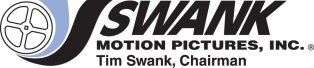 SWANK
MOTION PICTURES, INC. ®
Tim Swank, Chairman